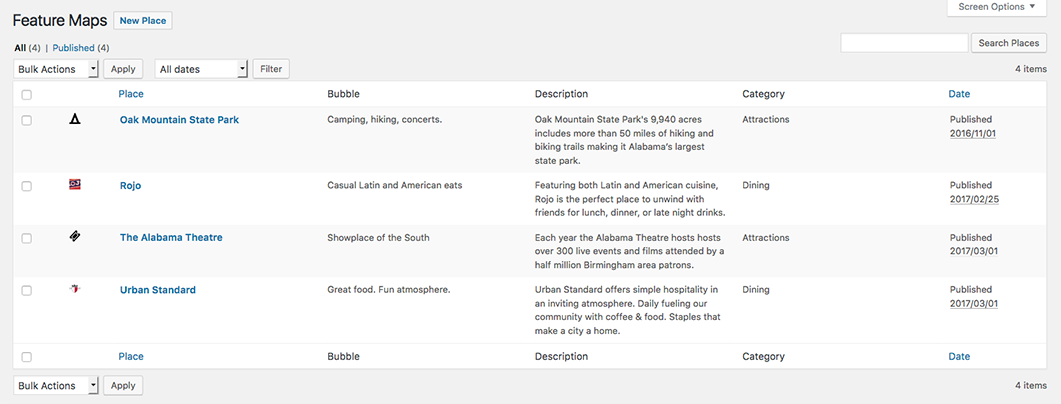 Screen Options ▼
Feature Maps New Place
All (4) | Published (4)
Search Places
Bulk Actions Apply All dates Filter 4 items
Place Bubble Description Category Date
Oak Mountain State Park Camping, hiking, concerts. Oak Mountain State Park's 9,940 acres Attractions Published
includes more than 50 miles of hiking and 2016/11/01
biking trails making it Alabama's largest
state park.
Rojo Casual Latin and American eats Featuring both Latin and American cuisine, Dining Published
Rojo is the perfect place to unwind with 2017/02/25
friends for lunch, dinner, or late night drinks.
The Alabama Theatre Showplace of the South Each year the Alabama Theatre hosts hosts Attractions Published
over 300 live events and films attended by a 2017/03/01
half million Birmingham area patrons.
Urban Standard Great food. Fun atmosphere. Urban Standard offers simple hospitality in Dining Published
an inviting atmosphere. Daily fueling our 2017/03/01
community with coffee & food. Staples that
make a city a home.
Place Bubble Description Category Date
Bulk Actions Apply 4 items